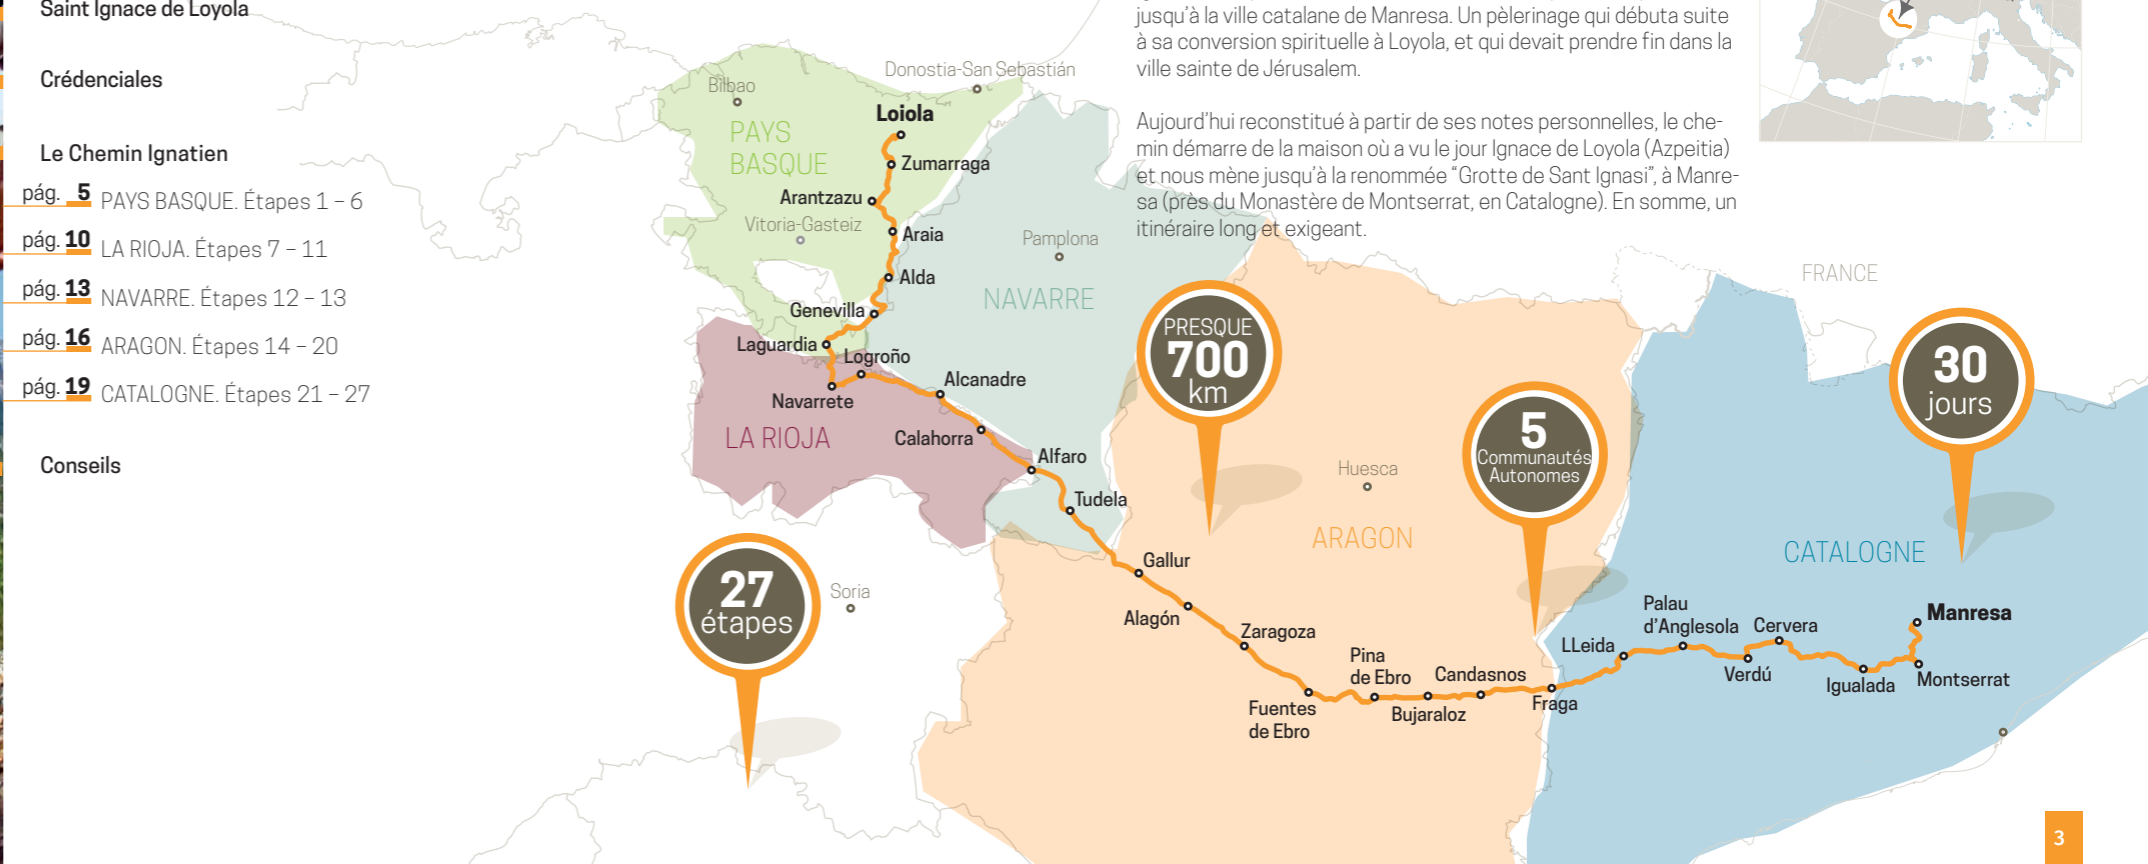 Saint Ignace de Loyola
Crédenciales
Le Chemin Ignatien
pág. 5 PAYS BASQUE. Étapes 1 – 6
pág. 10 LA RIOJA. Étapes 7 – 11
pág. 13 NAVARRE. Étapes 12 – 13
pág. 16 ARAGON. Étapes 14 – 20
pág. 19 CATALOGNE. Étapes 21 – 27
Conseils
jusqu'à la ville catalane de Manresa. Un pèlerinage qui débuta suite
à sa conversion spirituelle à Loyola, et qui devait prendre fin dans la
ville sainte de Jérusalem.
Aujourd'hui reconstitué à partir de ses notes personnelles, le che-
min démarre de la maison où a vu le jour Ignace de Loyola (Azpeitia)
et nous mène jusqu'à la renommée “Grotte de Sant Ignasi”, à Manre-
sa (près du Monastère de Montserrat, en Catalogne). En somme, un
itinéraire long et exigeant.
Bilbao
Donostia-San Sebastián
Loiola
PAYS
BASQUE
Zumarraga
Arantzazu
Vitoria-Gasteiz
Araia
Pamplona
Alda
NAVARRE
Genevilla
Laguardia
Logroño
Navarrete
Alcanadre
LA RIOJA
Calahorra
Alfaro
Tudela
FRANCE
PRESQUE
700
km
30
jours
5
Communautés
Autonomes
Huesca
ARAGON
CATALOGNE
27
étapes
Soria
Gallur
Alagón
Zaragoza
Fuentes
de Ebro
Pina
de Ebro
Bujaraloz
Candasnos
Fraga
LLeida
Palau
d'Anglesola
Verdú
Cervera
Igualada
Manresa
Montserrat
3